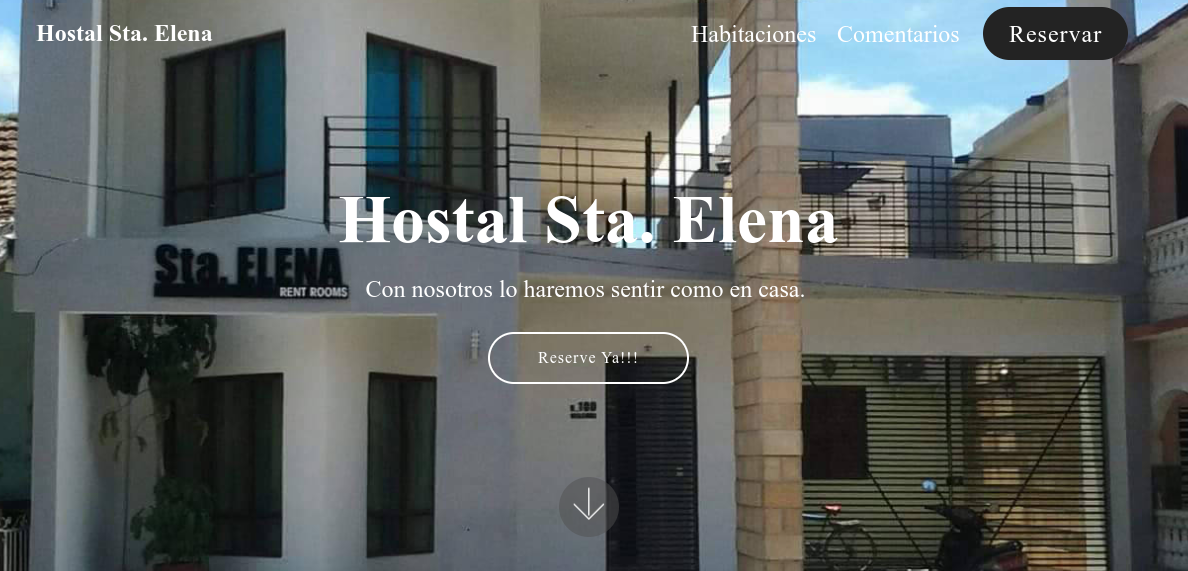 Hostal Sta. Elena
Habitaciones
Comentarios
Reservar
Hostal Sta. Elena
Sta. ELENA
RENT ROOMS
Con nosotros lo haremos sentir como en casa.
Reserve Ya!!!